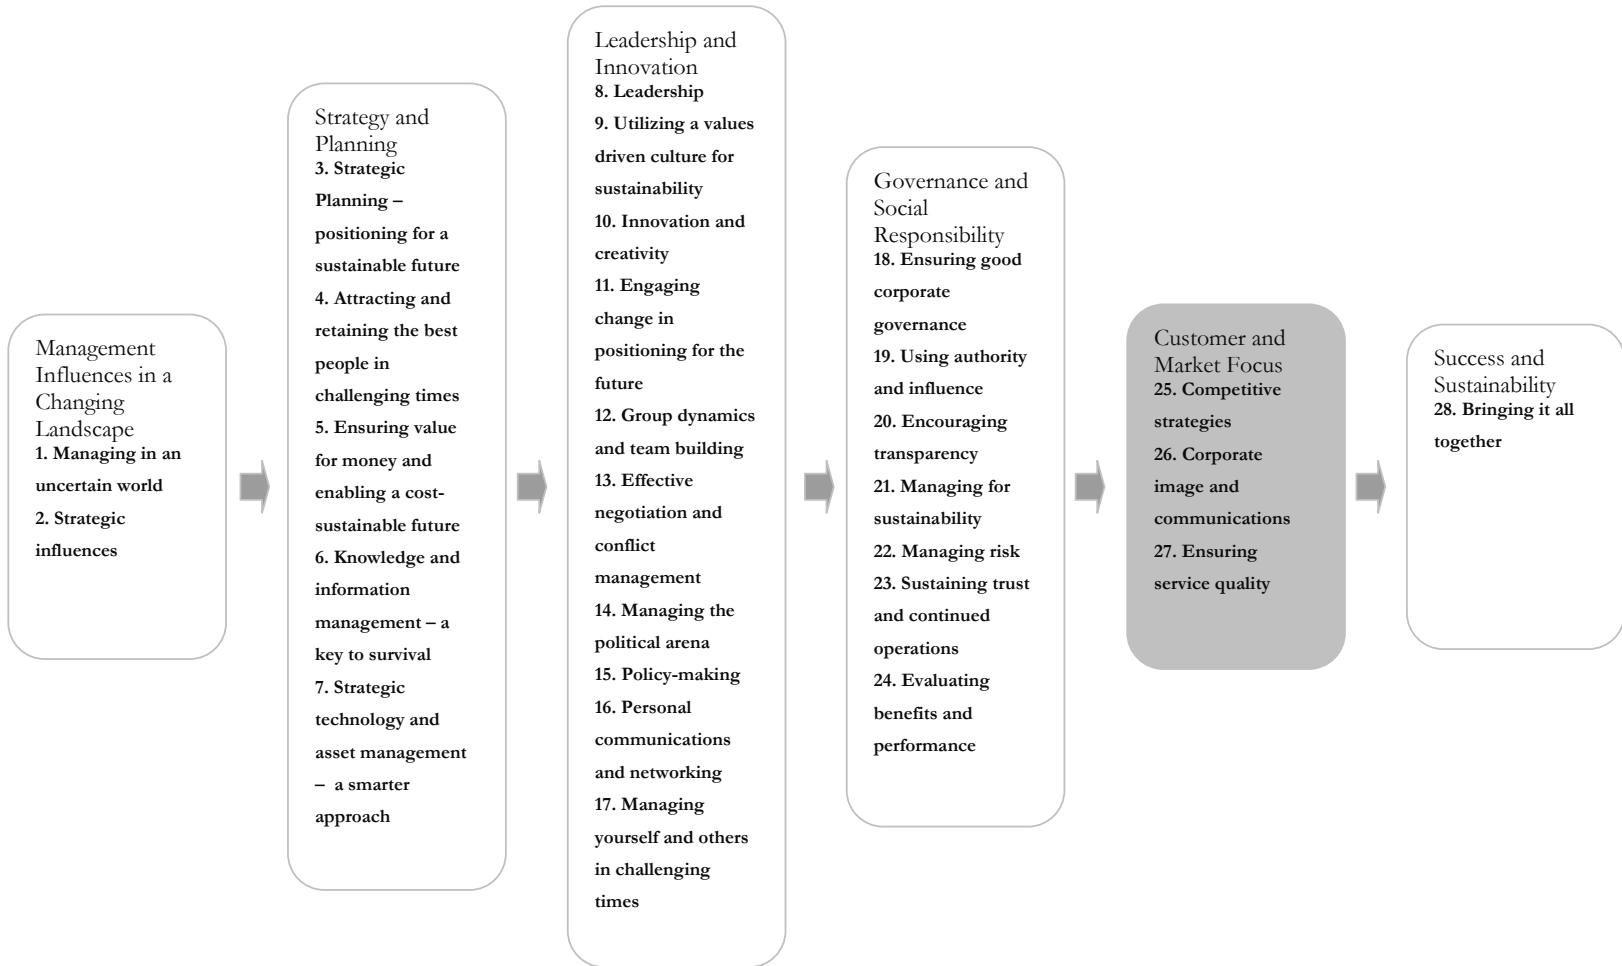 Management
Influences in a
Changing
Landscape
1. Managing in an
uncertain world
2. Strategic
influences
Strategy and
Planning
3. Strategic
Planning –
positioning for a
sustainable future
4. Attracting and
retaining the best
people in
challenging times
5. Ensuring value
for money and
enabling a cost-
sustainable future
6. Knowledge and
information
management – a
key to survival
7. Strategic
technology and
asset management
– a smarter
approach
Leadership and
Innovation
8. Leadership
9. Utilizing a values
driven culture for
sustainability
10. Innovation and
creativity
11. Engaging
change in
positioning for the
future
12. Group dynamics
and team building
13. Effective
negotiation and
conflict
management
14. Managing the
political arena
15. Policy-making
16. Personal
communications
and networking
17. Managing
yourself and others
in challenging
times
Governance and
Social
Responsibility
18. Ensuring good
corporate
governance
19. Using authority
and influence
20. Encouraging
transparency
21. Managing for
sustainability
22. Managing risk
23. Sustaining trust
and continued
operations
24. Evaluating
benefits and
performance
Customer and
Market Focus
25. Competitive
strategies
26. Corporate
image and
communications
27. Ensuring
service quality
Success and
Sustainability
28. Bringing it all
together